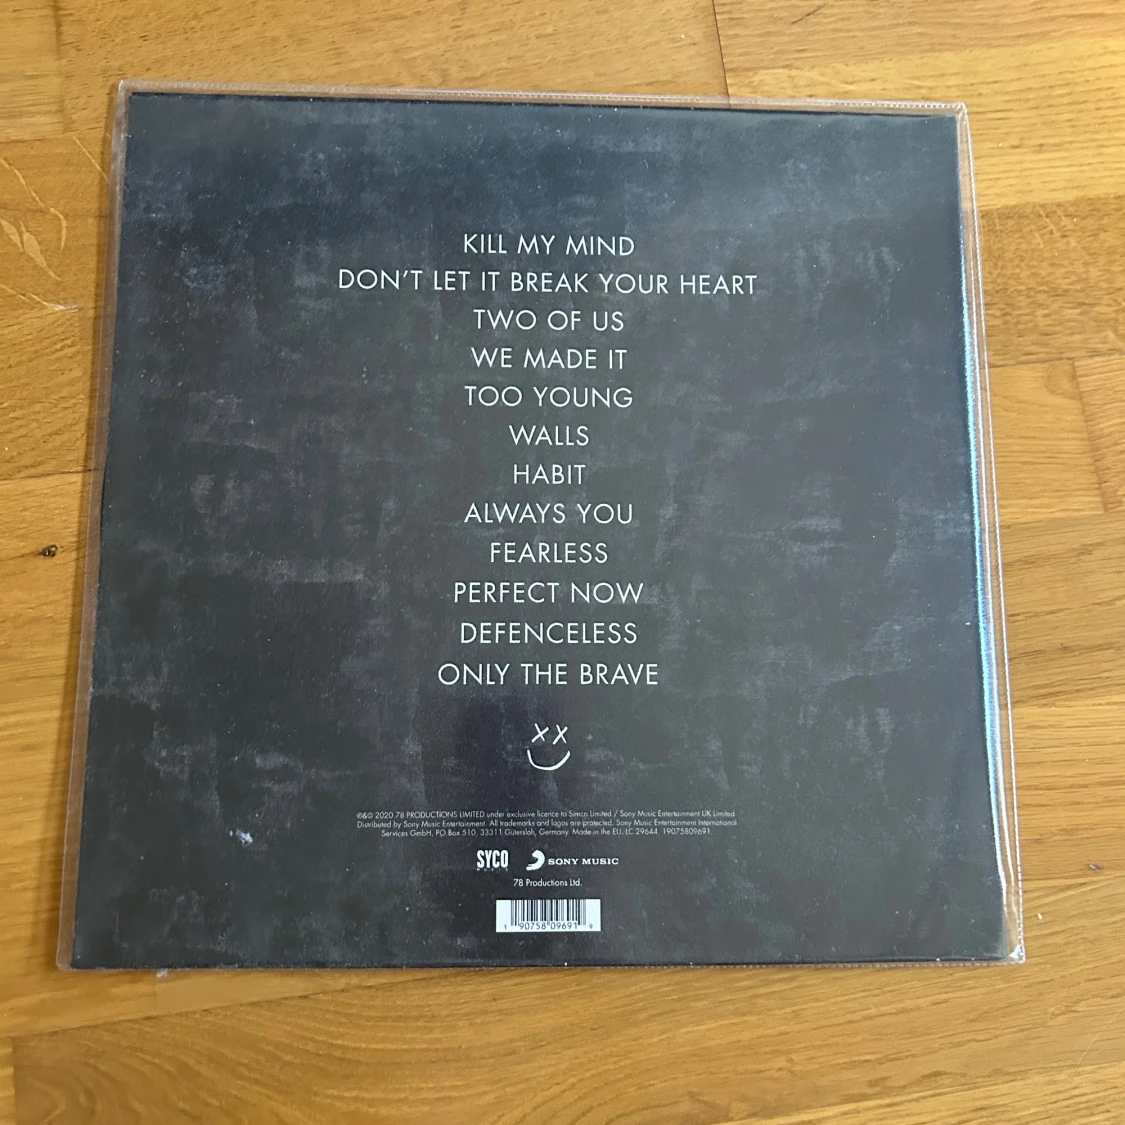 KILL MY MIND
DON'T LET IT BREAK YOUR HEART
TWO OF US
WE MADE IT
TOO YOUNG
WALLS
HABIT
ALWAYS YOU
FEARLESS
PERFECT NOW
DEFENCELESS
ONLY THE BRAVE
℗&© 2020 78 PRODUCTIONS LIMITED under exclusive licence to Simco Limited / Sony Music Entertainment UK Limited.
Distributed by Sony Music Entertainment. All trademarks and logos are protected. Sony Music Entertainment International
Services GmbH, PO Box 510, 33311 Gütersloh, Germany. Made in the EU. LC 29644. 19075809691.
SYCO
SONY MUSIC
78 Productions Ltd.
1 90758 09691 9